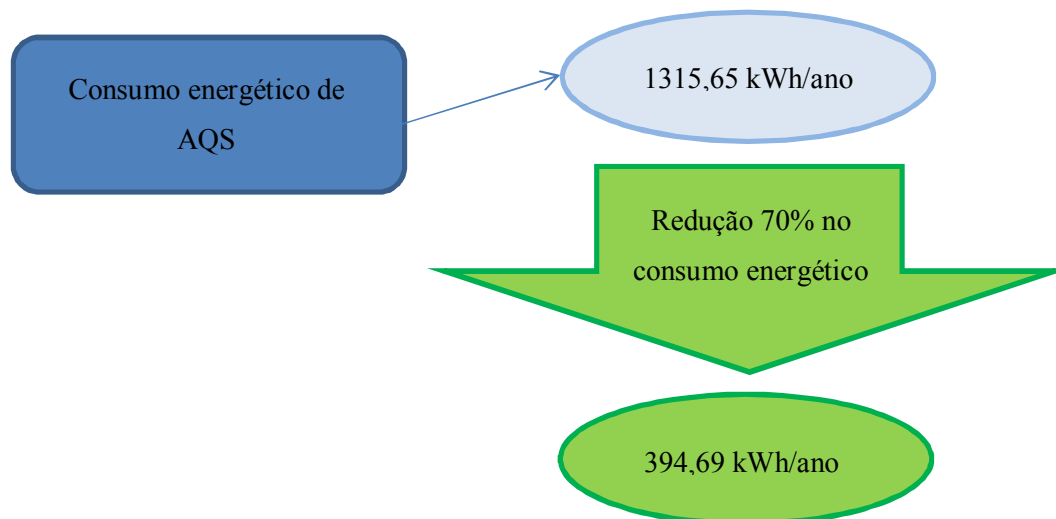 Consumo energético de
AQS
1315,65 kWh/ano
Redução 70% no
consumo energético
394,69 kWh/ano